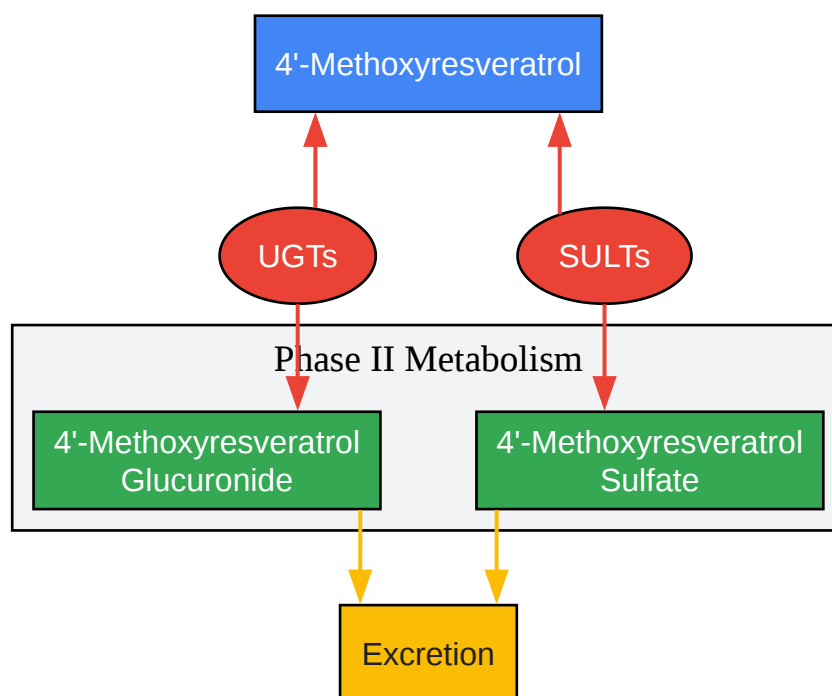 4'-Methoxyresveratrol
UGTs
SULTs
Phase II Metabolism
4'-Methoxyresveratrol
Glucuronide
4'-Methoxyresveratrol
Sulfate
Excretion